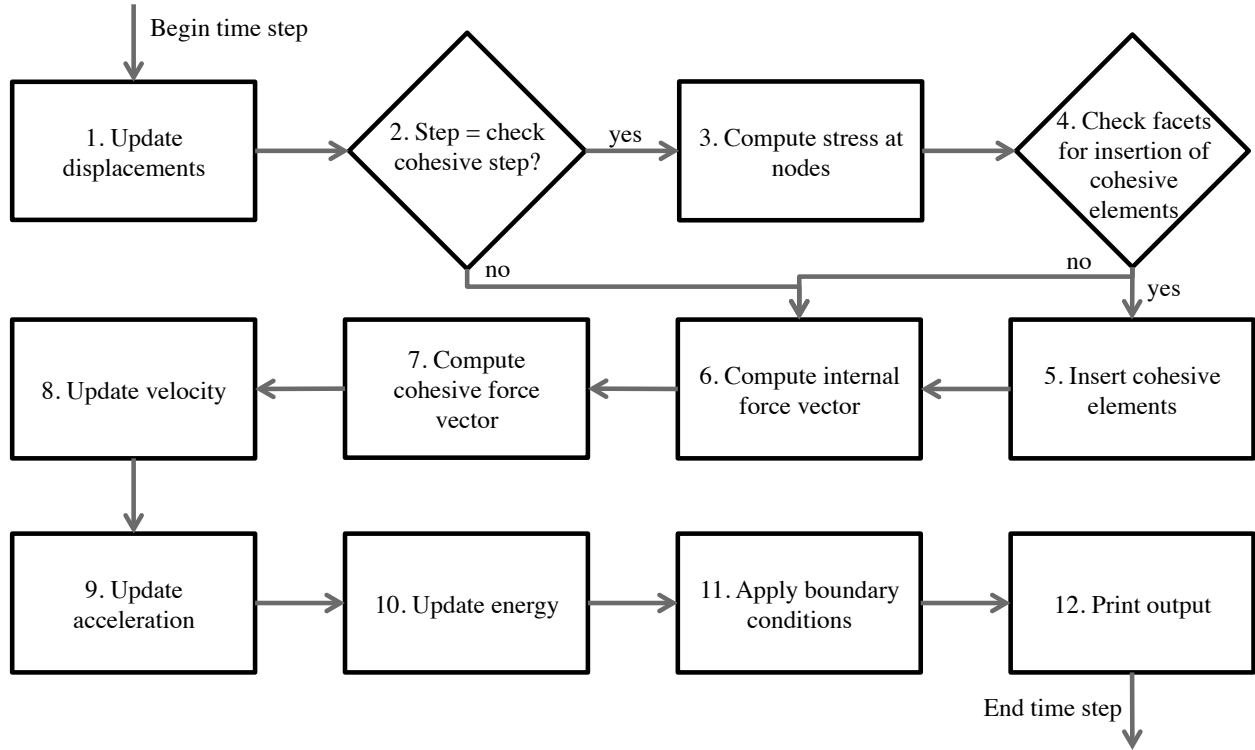 Begin time step
1. Update
displacements
2. Step = check
cohesive step?
yes
3. Compute stress at
nodes
4. Check facets
for insertion of
cohesive
elements
no
no
yes
8. Update velocity
7. Compute
cohesive force
vector
6. Compute internal
force vector
5. Insert cohesive
elements
9. Update
acceleration
10. Update energy
11. Apply boundary
conditions
12. Print output
End time step